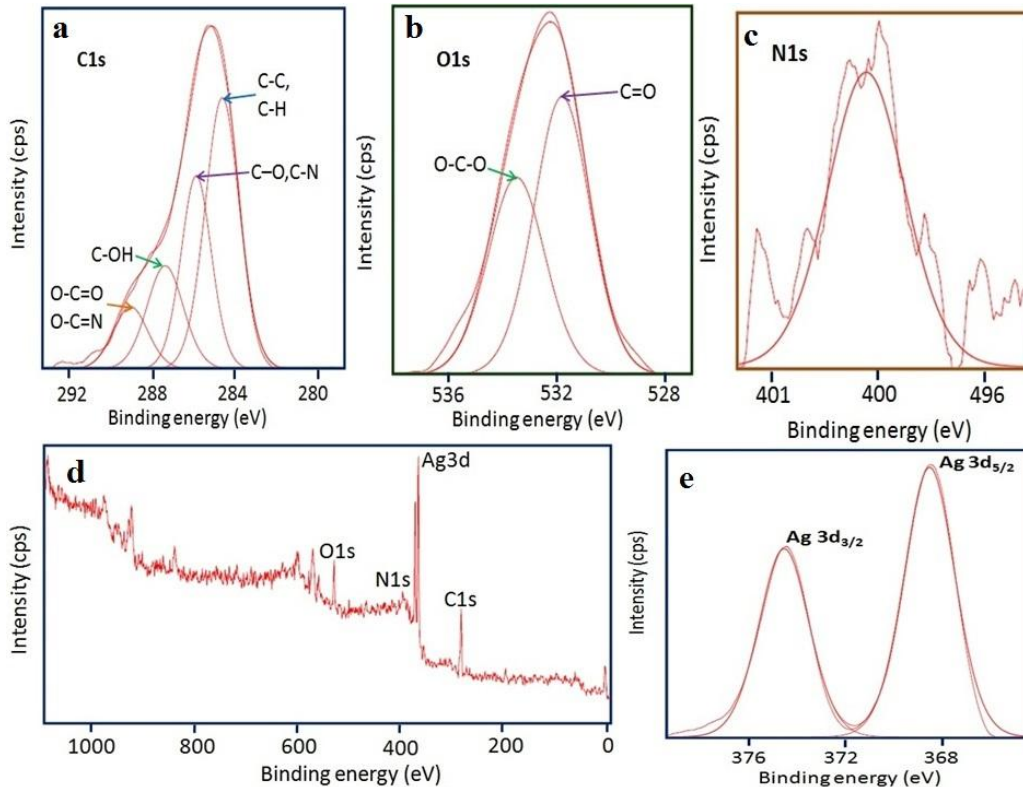 a
C1s
C-C,
C-H
C–O,C-N
C-OH
O-C=O
O-C=N
Intensity (cps)
292 288 284 280
Binding energy (eV)
b
O1s
C=O
O-C-O
Intensity (cps)
536 532 528
Binding energy (eV)
c
N1s
Intensity (cps)
401 400 496
Binding energy (eV)
d
Ag3d
O1s
N1s
C1s
Intensity (cps)
1000 800 600 400 200 0
Binding energy (eV)
e
Ag 3d5/2
Ag 3d3/2
Intensity (cps)
376 372 368
Binding energy (eV)